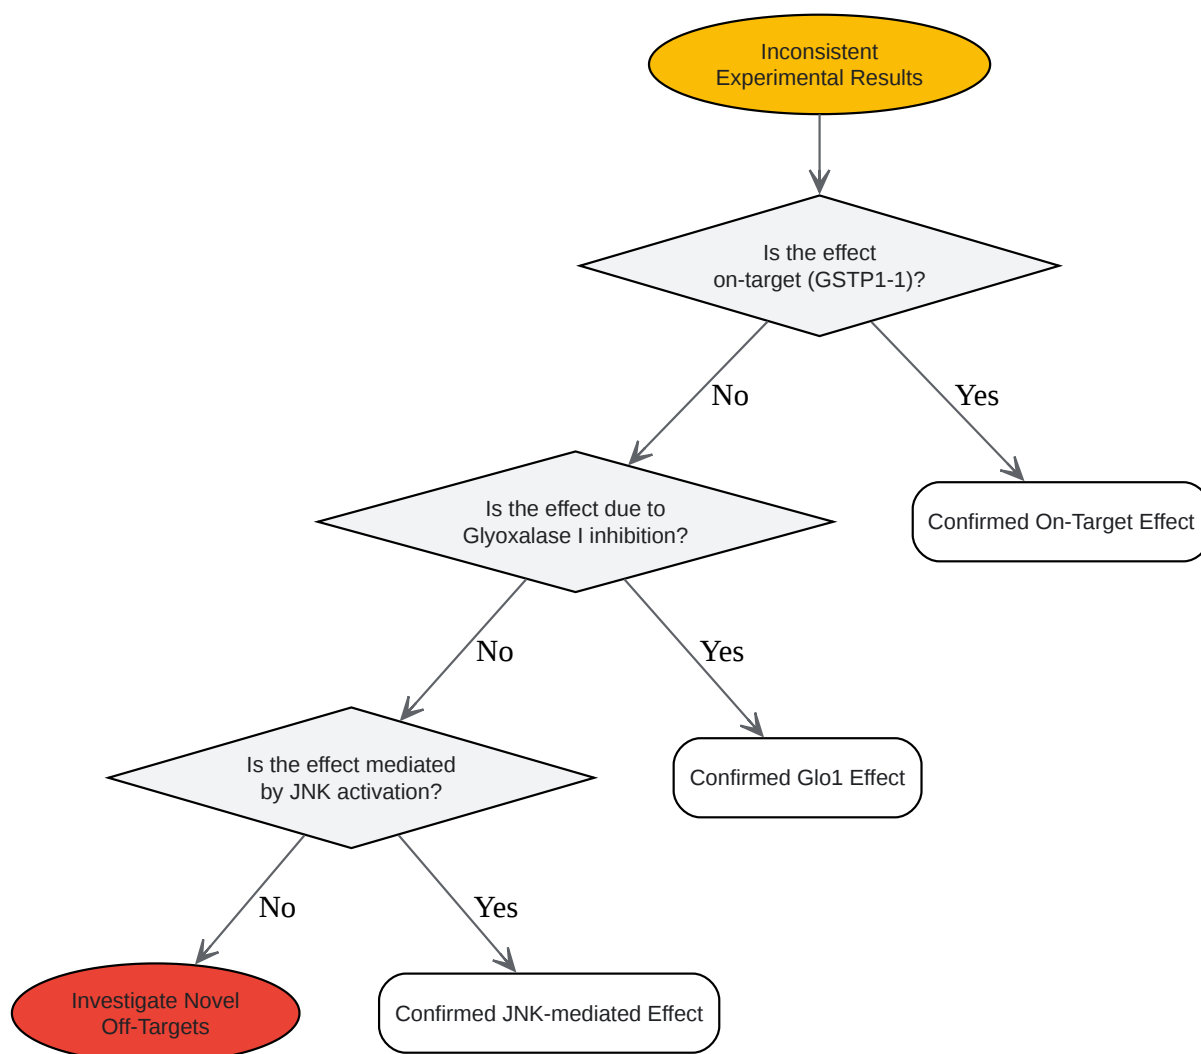 Inconsistent
Experimental Results
Is the effect
on-target (GSTP1-1)?
No
Yes
Confirmed On-Target Effect
Is the effect due to
Glyoxalase I inhibition?
No
Yes
Confirmed Glo1 Effect
Is the effect mediated
by JNK activation?
No
Yes
Investigate Novel
Off-Targets
Confirmed JNK-mediated Effect